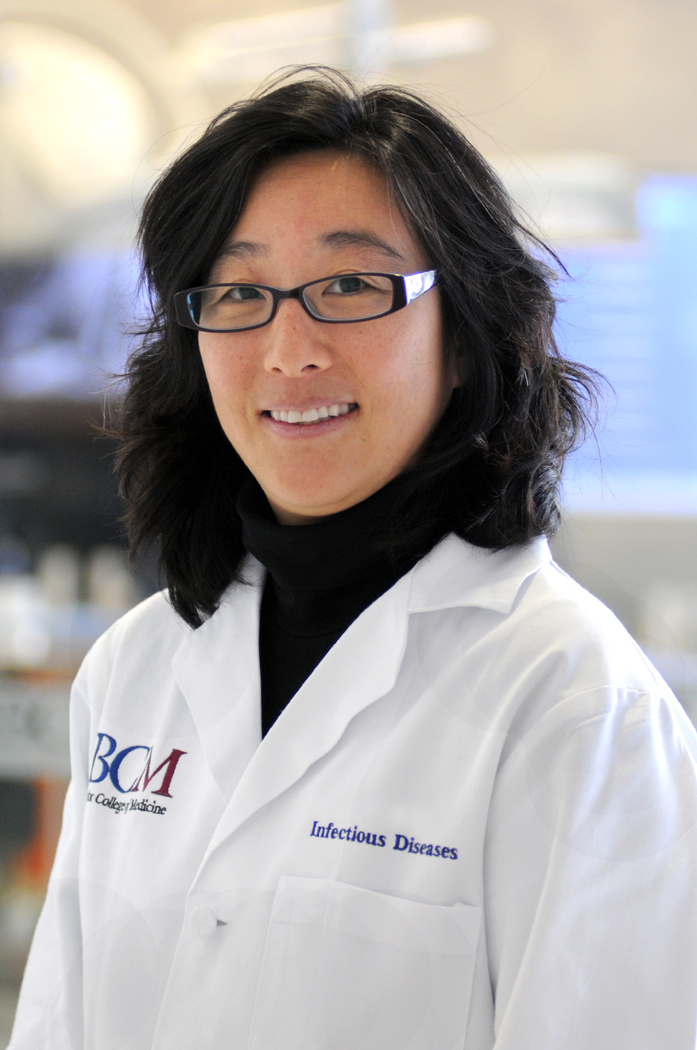 BCM
College of Medicine
Infectious Diseases